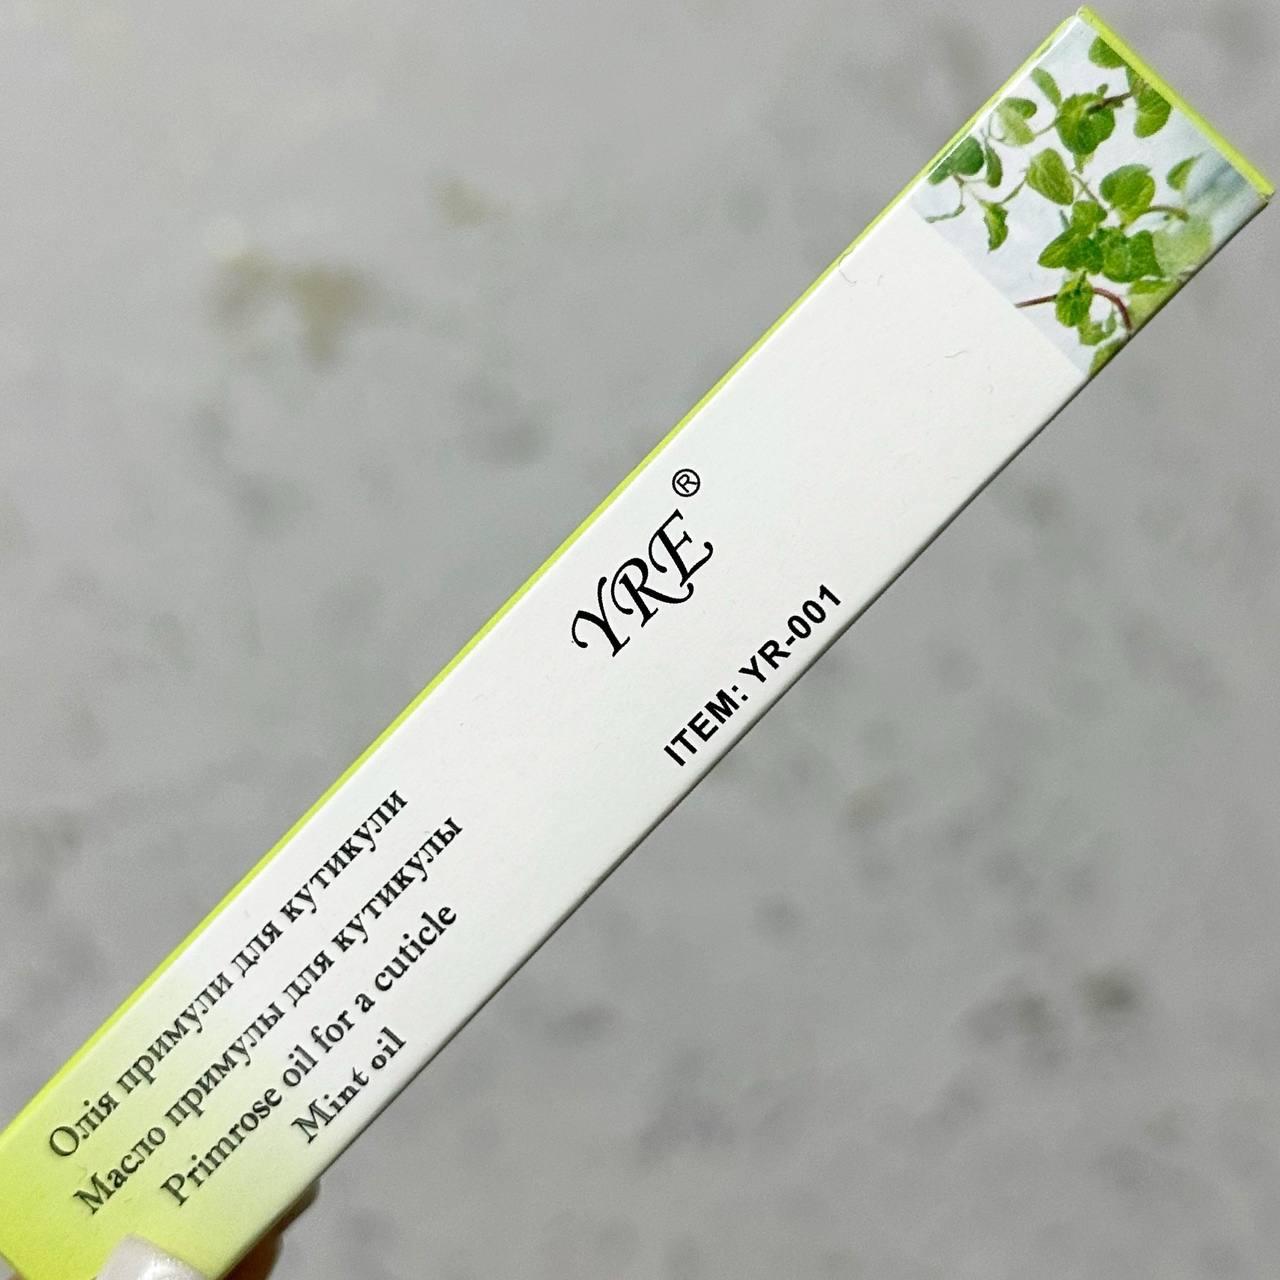 YRE®
ITEM: YR-001
Олія примули для кутикули
Масло примулы для кутикулы
Primrose oil for a cuticle
Mint oil